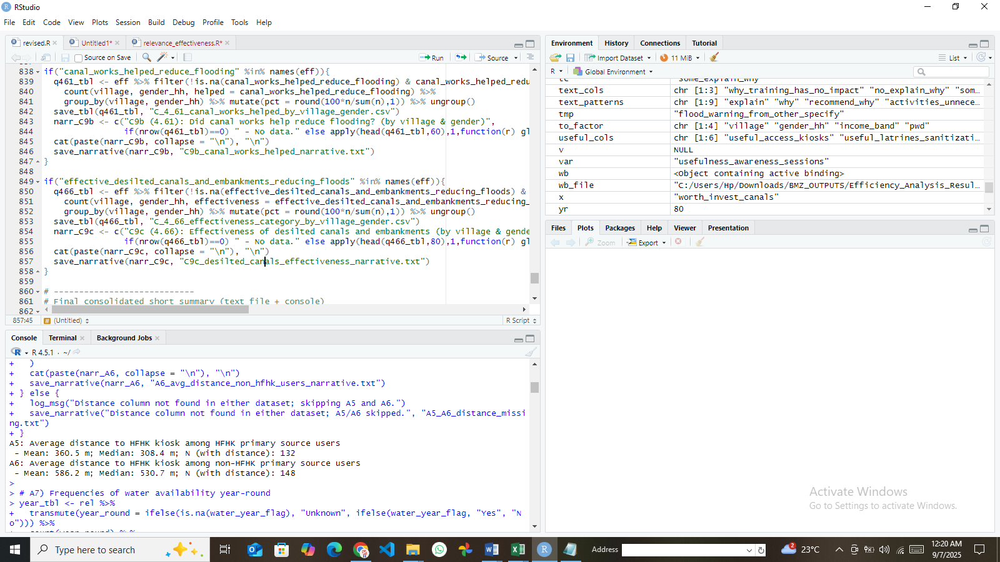 RStudio
File Edit Code View Plots Session Build Debug Profile Tools Help
revised.R Untitled1* relevance_effectiveness.R*
Source on Save Run Source
838 if("canal_works_helped_reduce_flooding" %in% names(eff)){
839 q461_tbl <- eff %>% filter(!is.na(canal_works_helped_reduce_flooding) & canal_works_helped_redu
840 count(village, gender_hh, helped = canal_works_helped_reduce_flooding) %>%
841 group_by(village, gender_hh) %>% mutate(pct = round(100*n/sum(n),1)) %>% ungroup()
842 save_tbl(q461_tbl, "C_4_61_canal_works_helped_by_village_gender.csv")
843 narr_C9b <- c("C9b (4.61): Did canal works help reduce flooding? (by village & gender)",
844 if(nrow(q461_tbl)==0) " - No data." else apply(head(q461_tbl,60),1,function(r) gl
845 cat(paste(narr_C9b, collapse = "\n"), "\n")
846 save_narrative(narr_C9b, "C9b_canal_works_helped_narrative.txt")
847 }
848
849 if("effective_desilted_canals_and_embankments_reducing_floods" %in% names(eff)){
850 q466_tbl <- eff %>% filter(!is.na(effective_desilted_canals_and_embankments_reducing_floods) &
851 count(village, gender_hh, effectiveness = effective_desilted_canals_and_embankments_reducing_
852 group_by(village, gender_hh) %>% mutate(pct = round(100*n/sum(n),1)) %>% ungroup()
853 save_tbl(q466_tbl, "C_4_66_effectiveness_category_by_village_gender.csv")
854 narr_C9c <- c("C9c (4.66): Effectiveness of desilted canals and embankments (by village & gende
855 if(nrow(q466_tbl)==0) " - No data." else apply(head(q466_tbl,80),1,function(r) gl
856 cat(paste(narr_C9c, collapse = "\n"), "\n")
857 save_narrative(narr_C9c, "C9c_desilted_canals_effectiveness_narrative.txt")
858 }
859
860 # ----------------------------
861 # Final consolidated short summary (text file + console)
862
857:45 (Untitled) R Script
Console Terminal Background Jobs
R 4.5.1 · ~/
+ )
+ cat(paste(narr_A6, collapse = "\n"), "\n")
+ save_narrative(narr_A6, "A6_avg_distance_non_hfhk_users_narrative.txt")
+ } else {
+ log_msg("Distance column not found in either dataset; skipping A5 and A6.")
+ save_narrative("Distance column not found in either dataset; A5/A6 skipped.", "A5_A6_distance_missi
ng.txt")
+ }
A5: Average distance to HFHK kiosk among HFHK primary source users
- Mean: 360.5 m; Median: 308.4 m; N (with distance): 132
A6: Average distance to HFHK kiosk among non-HFHK primary source users
- Mean: 586.2 m; Median: 530.7 m; N (with distance): 148
>
> # A7) Frequencies of water availability year-round
> year_tbl <- rel %>%
+ transmute(year_round = ifelse(is.na(water_year_flag), "Unknown", ifelse(water_year_flag, "Yes", "N
o"))) %>%
Environment History Connections Tutorial
Import Dataset 11 MiB List
R Global Environment
tc "some_explain_why"
text_cols chr [1:3] "why_training_has_no_impact" "no_explain_why" "som…
text_patterns chr [1:9] "explain" "why" "recommend_why" "activities_unnece…
tmp "flood_warning_from_other_specify"
to_factor chr [1:4] "village" "gender_hh" "income_band" "pwd"
useful_cols chr [1:6] "useful_access_kiosks" "useful_latrines_sanitizati…
v NULL
var "usefulness_awareness_sessions"
wb <Object containing active binding>
wb_file "C:/Users/Hp/Downloads/BMZ_OUTPUTS/Efficiency_Analysis_Resul…
x "worth_invest_canals"
yr 80
Files Plots Packages Help Viewer Presentation
Zoom Export
Activate Windows
Go to Settings to activate Windows.
Type here to search
Address
2
23°C
12:20 AM
9/7/2025